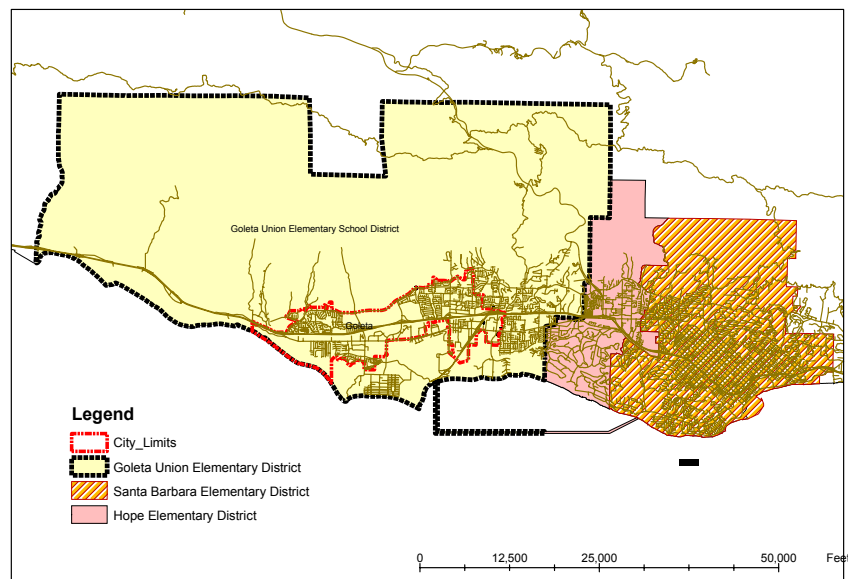 Goleta Union Elementary School District
Goleta
Legend
City_Limits
Goleta Union Elementary District
Santa Barbara Elementary District
Hope Elementary District
0 12,500 25,000 50,000 Feet